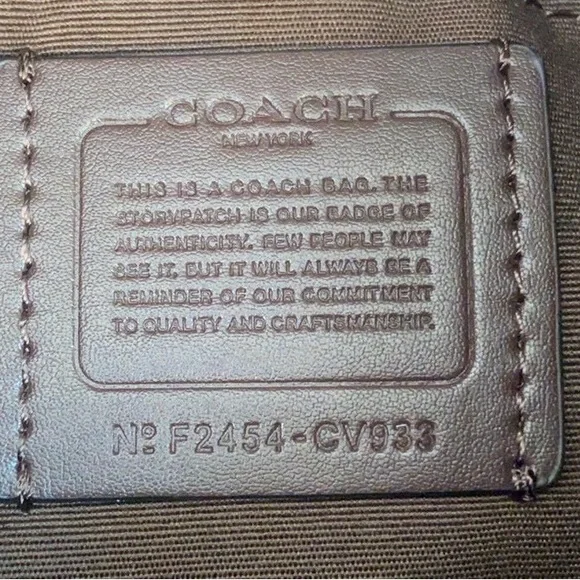 COACH
NEW YORK
THIS IS A COACH BAG. THE
STORYPATCH IS OUR BADGE OF
AUTHENTICITY. FEW PEOPLE MAY
SEE IT, BUT IT WILL ALWAYS BE A
REMINDER OF OUR COMMITMENT
TO QUALITY AND CRAFTSMANSHIP.
Nº F2454-CV933